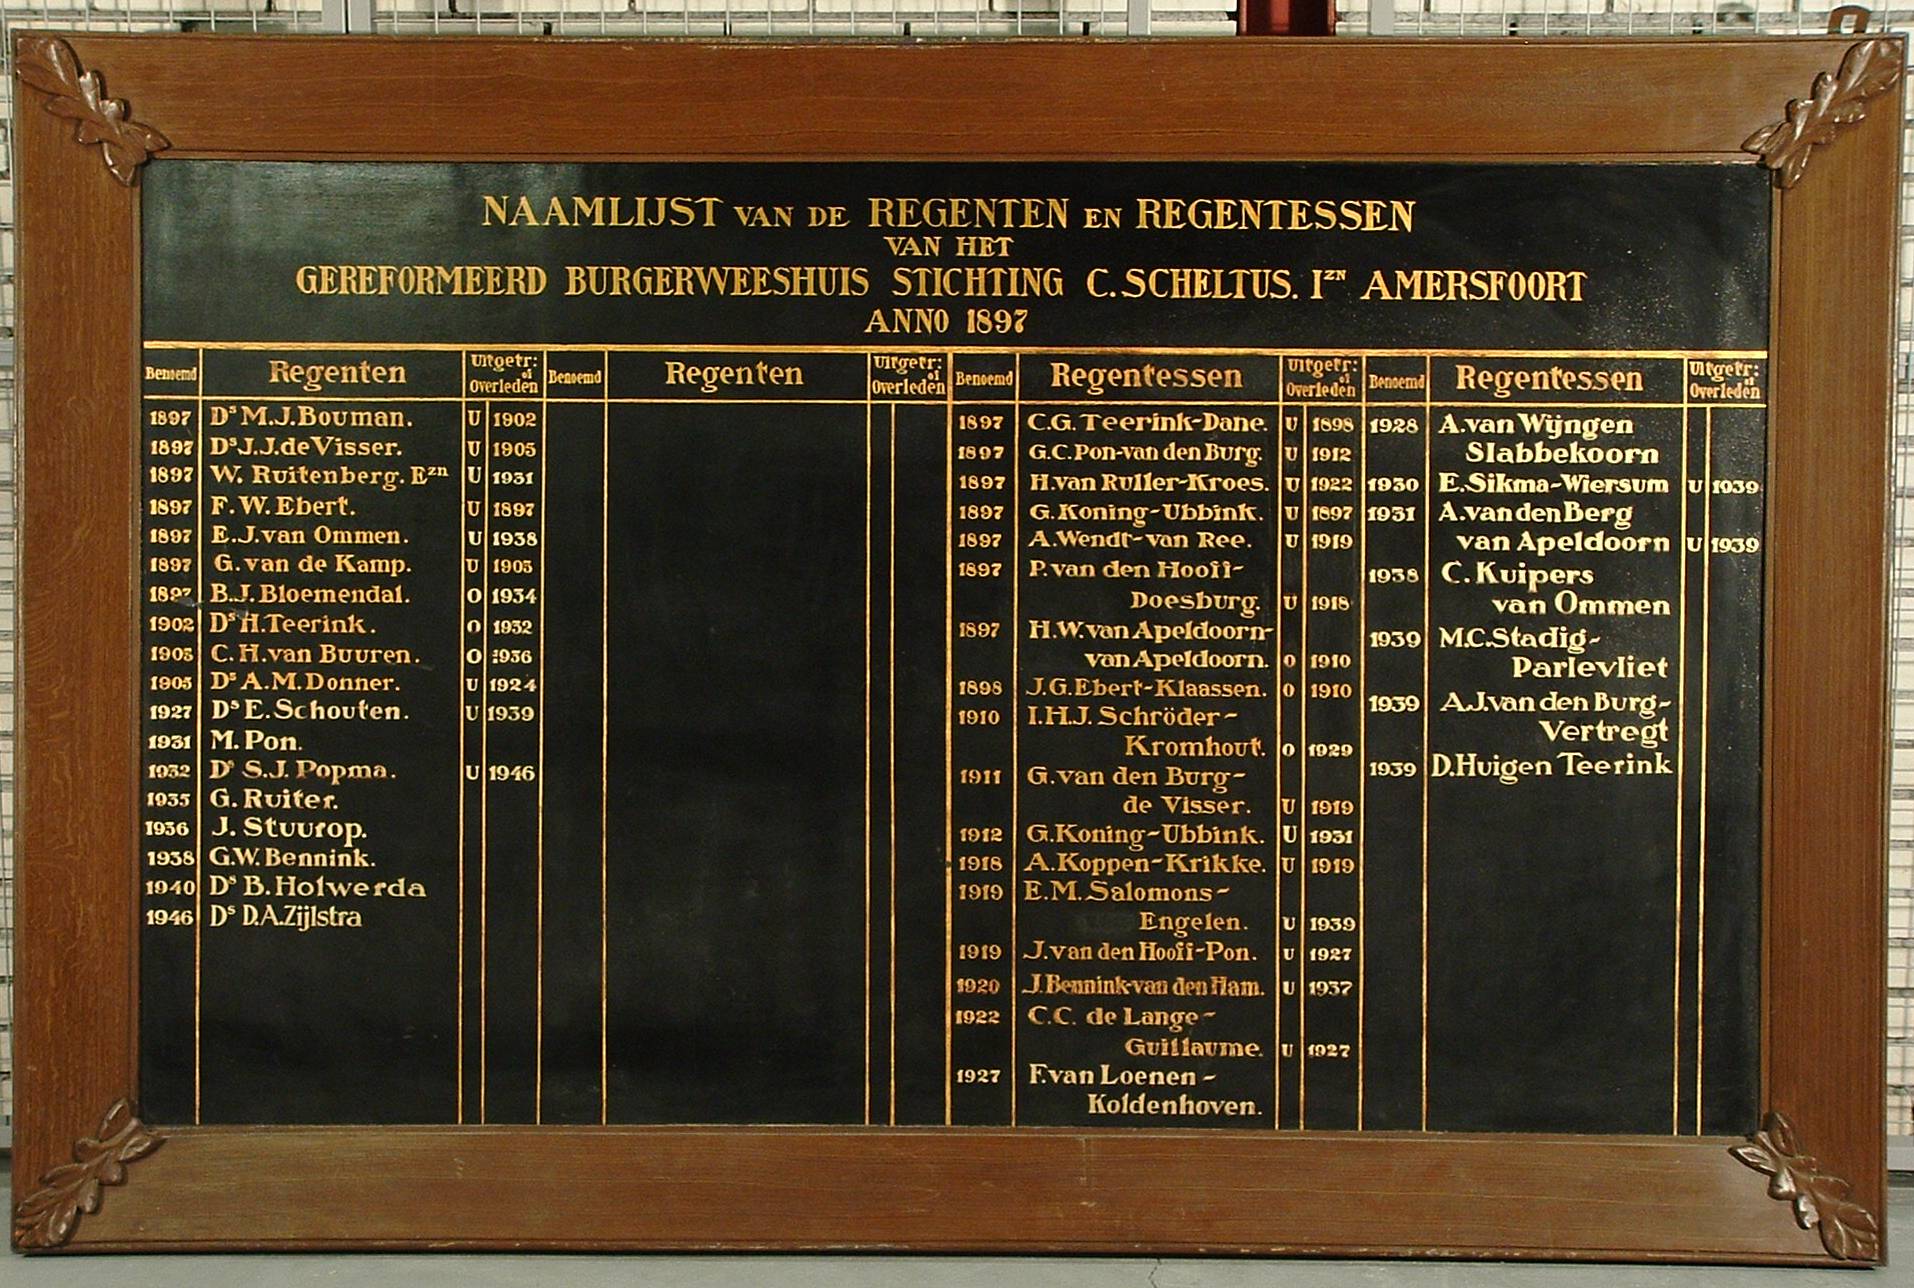 NAAMLIJST VAN DE REGENTEN EN REGENTESSEN
VAN HET
GEREFORMEERD BURGERWEESHUIS STICHTING C. SCHELTUS. Izn AMERSFOORT
ANNO 1897
Benoemd Regenten Uitgetr: of Overleden
1897 Ds M.J. Bouman. U 1902
1897 Ds J.J. de Visser. U 1905
1897 W. Ruitenberg. Ezn U 1931
1897 F.W. Ebert. U 1897
1897 E.J. van Ommen. U 1938
1897 G. van de Kamp. U 1905
1897 B.J. Bloemendal. O 1934
1902 Ds H. Teerink. O 1932
1905 C.H. van Buuren. O 1936
1905 Ds A.M. Donner. U 1924
1927 Ds E. Schouten. U 1939
1931 M. Pon.
1932 Ds S.J. Popma. U 1946
1935 G. Ruiter.
1936 J. Stuurop.
1938 G.W. Bennink.
1940 Ds B. Holwerda
1946 Ds D.A. Zijlstra
Benoemd Regenten Uitgetr: of Overleden
Benoemd Regentessen Uitgetr: of Overleden
1897 C.G. Teerink-Dane. U 1898
1897 G.C. Pon-van den Burg. U 1912
1897 H. van Ruller-Kroes. U 1922
1897 G. Koning-Ubbink. U 1897
1897 A. Wendt-van Ree. U 1919
1897 P. van den Hooff-
Doesburg. U 1918
1897 H.W. van Apeldoorn-
van Apeldoorn. O 1910
1898 J.G. Ebert-Klaassen. O 1910
1910 I.H.J. Schröder-
Kromhout. O 1929
1911 G. van den Burg-
de Visser. U 1919
1912 G. Koning-Ubbink. U 1931
1918 A. Koppen-Krikke. U 1919
1919 E.M. Salomons-
Engelen. U 1939
1919 J. van den Hooff-Pon. U 1927
1920 J. Bennink-van den Ham. U 1937
1922 C.C. de Lange-
Guillaume. U 1927
1927 F. van Loenen-
Koldenhoven.
Benoemd Regentessen Uitgetr: of Overleden
1928 A. van Wijngen
Slabbekoorn
1930 E. Sikma-Wiersum U 1939
1931 A. van den Berg
van Apeldoorn U 1939
1938 C. Kuipers
van Ommen
1939 M.C. Stadig-
Parlevliet
1939 A.J. van den Burg-
Vertregt
1939 D. Huigen Teerink